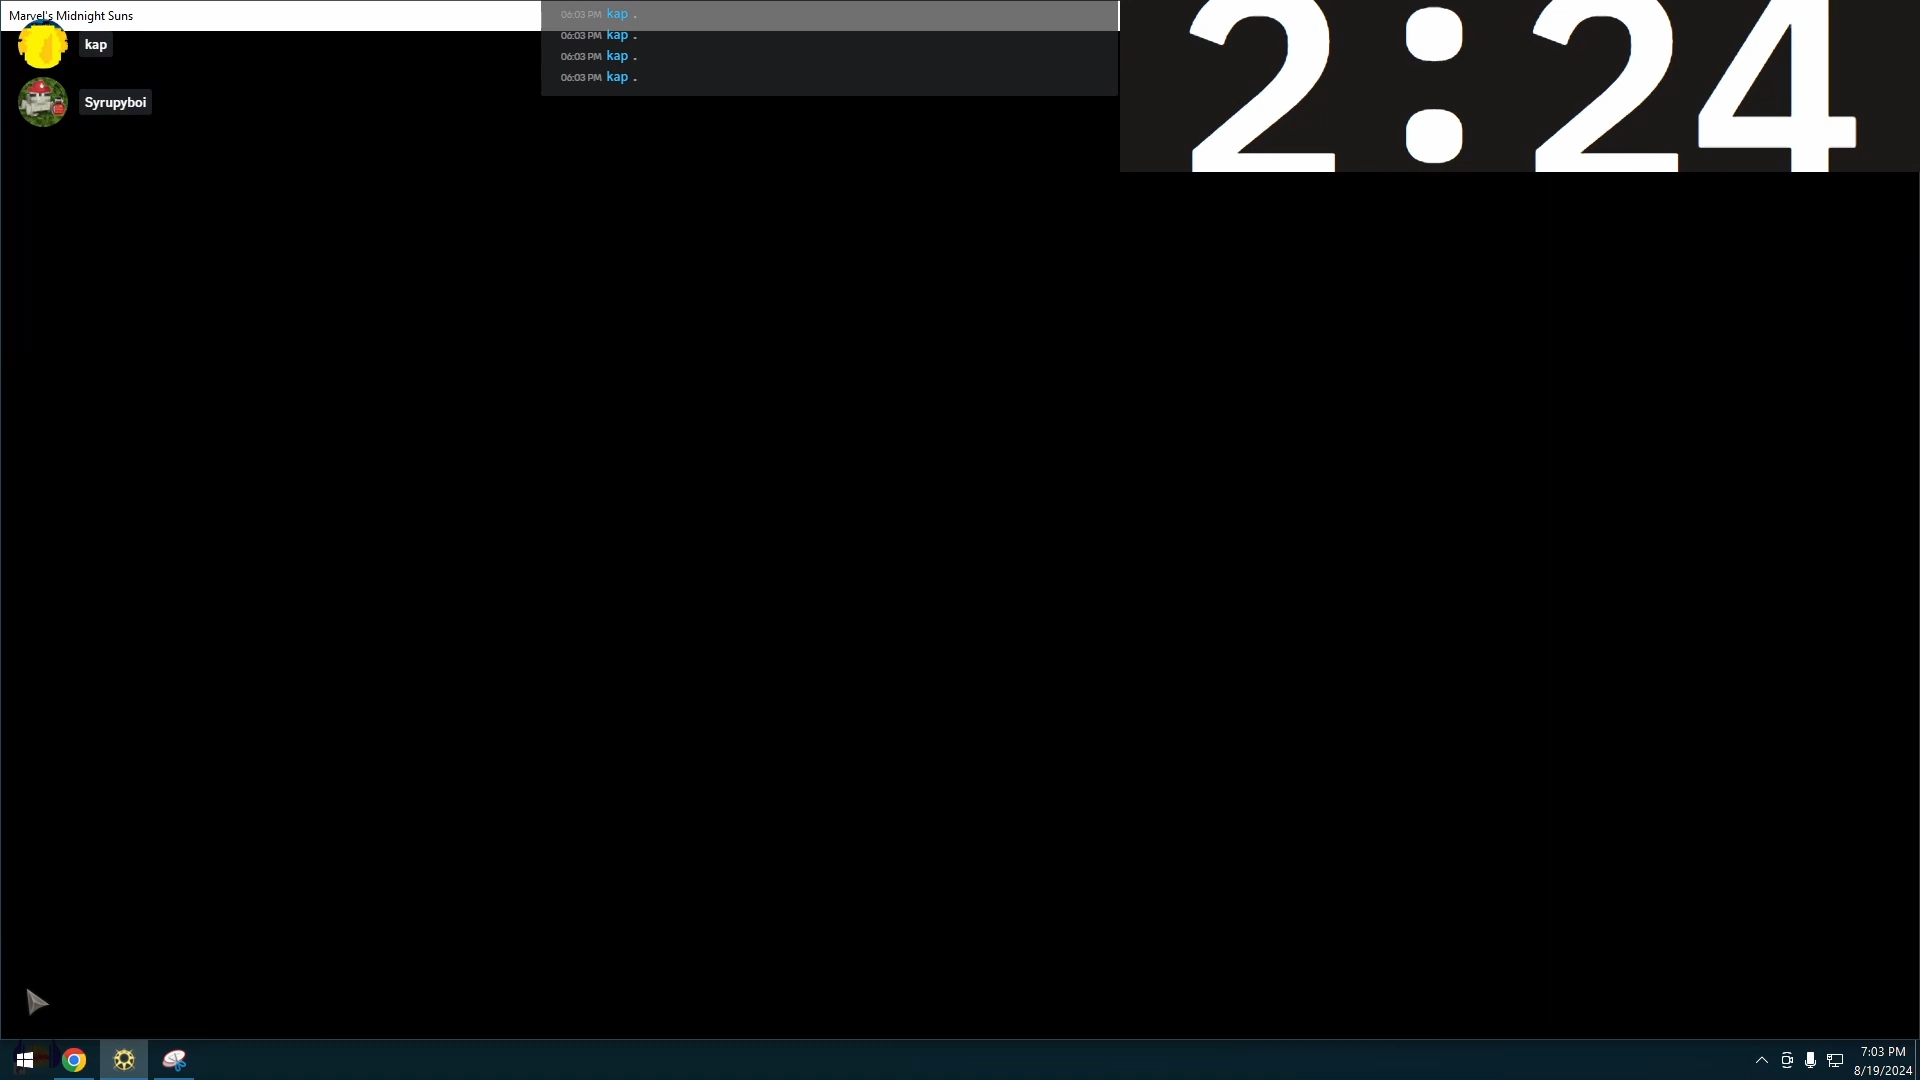 Marvel's Midnight Suns
kap
Syrupyboi
06:03 PM kap .
06:03 PM kap .
06:03 PM kap .
06:03 PM kap .
2:24
7:03 PM
8/19/2024